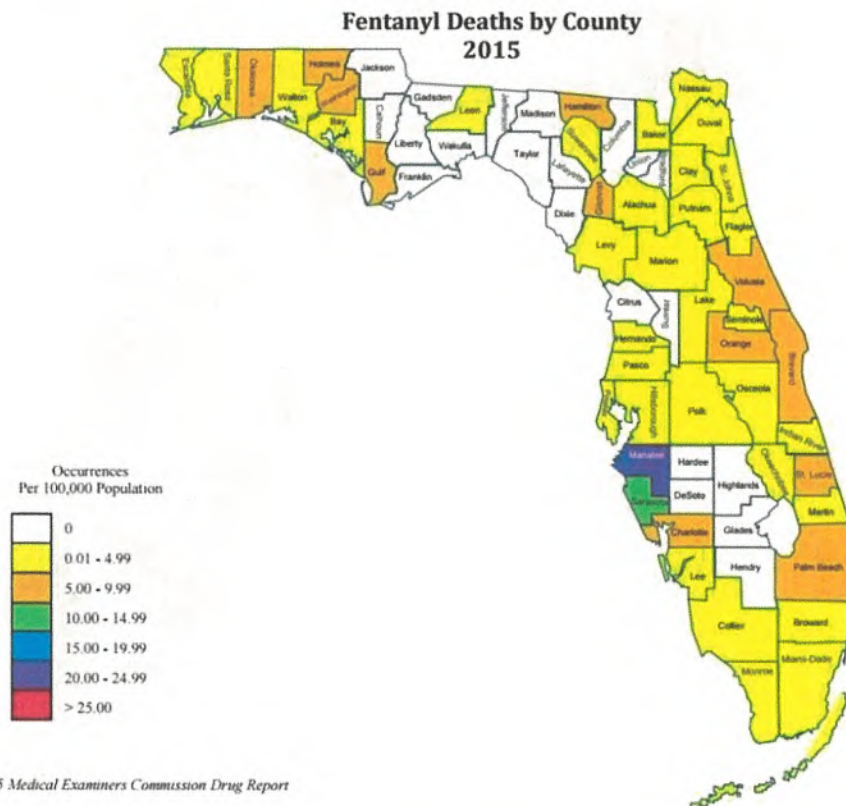 Fentanyl Deaths by County
2015
Escambia
Santa Rosa
Okaloosa
Walton
Holmes
Washington
Bay
Jackson
Calhoun
Gulf
Gadsden
Liberty
Franklin
Leon
Wakulla
Jefferson
Madison
Taylor
Hamilton
Suwannee
Lafayette
Dixie
Columbia
Gilchrist
Baker
Union
Bradford
Nassau
Duval
Clay
St. Johns
Alachua
Putnam
Flagler
Levy
Marion
Volusia
Citrus
Sumter
Lake
Seminole
Hernando
Orange
Brevard
Pasco
Osceola
Pinellas
Hillsborough
Polk
Indian River
Manatee
Hardee
Highlands
Okeechobee
St. Lucie
Sarasota
DeSoto
Martin
Charlotte
Glades
Lee
Hendry
Palm Beach
Collier
Broward
Monroe
Miami-Dade
Occurrences
Per 100,000 Population
0
0.01 - 4.99
5.00 - 9.99
10.00 - 14.99
15.00 - 19.99
20.00 - 24.99
> 25.00
5 Medical Examiners Commission Drug Report